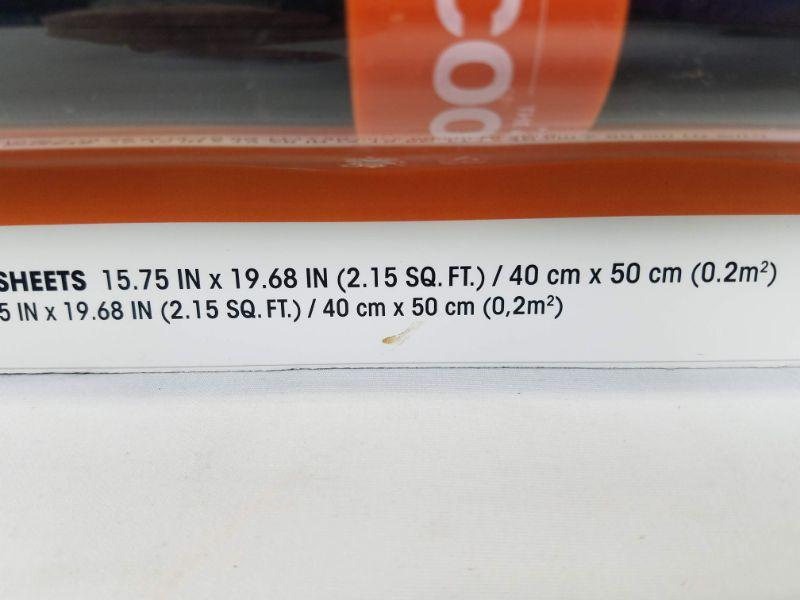 COO
TH
SHEETS 15.75 IN x 19.68 IN (2.15 SQ. FT.) / 40 cm x 50 cm (0.2m²)
5 IN x 19.68 IN (2.15 SQ. FT.) / 40 cm x 50 cm (0,2m²)